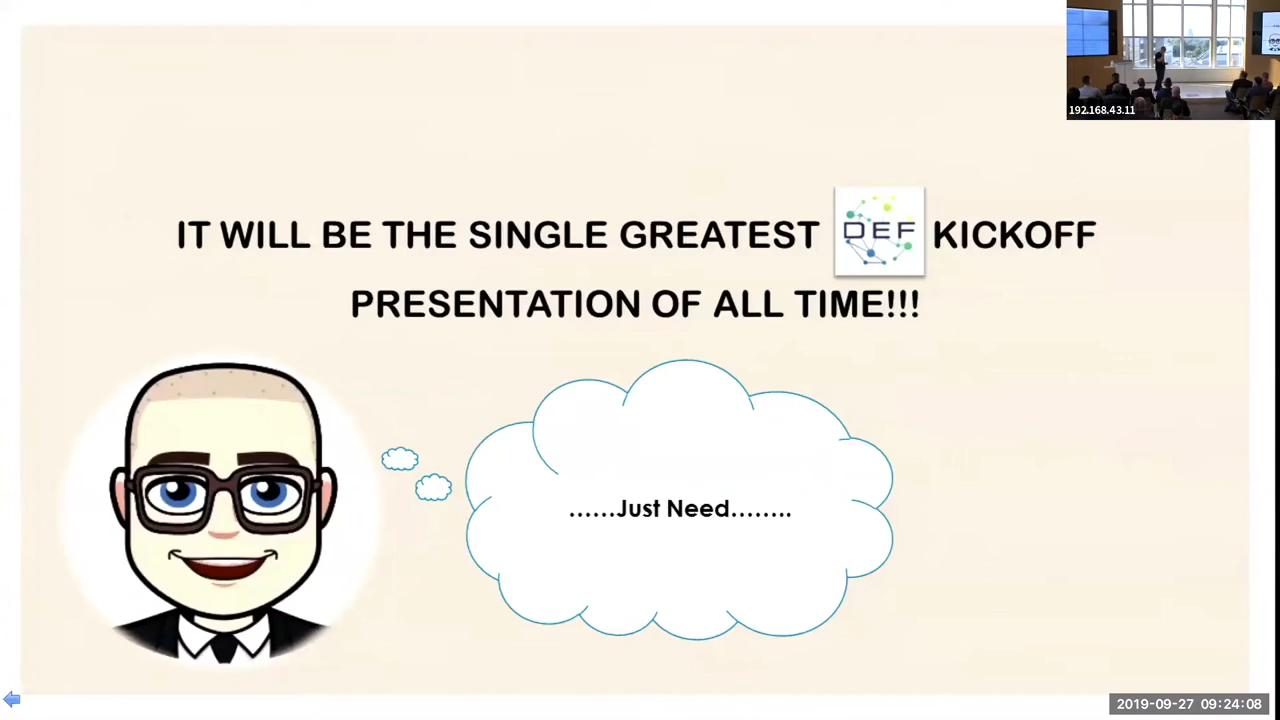 192.168.43.11
IT WILL BE THE SINGLE GREATEST DEF KICKOFF
PRESENTATION OF ALL TIME!!!
......Just Need........
2019-09-27 09:24:08